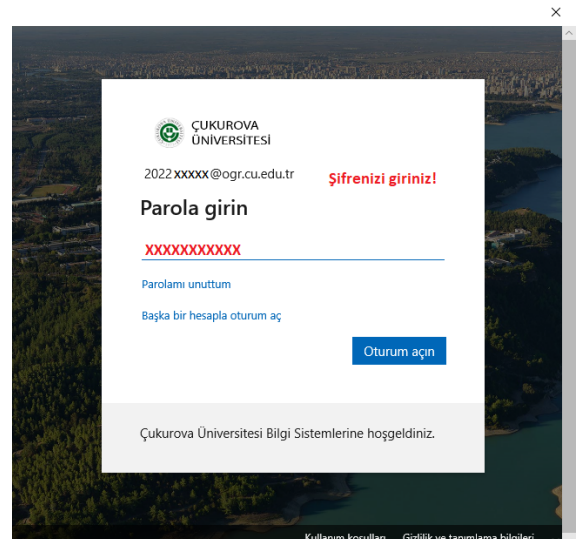 ÇUKUROVA
ÜNİVERSİTESİ
2022xxxxx@ogr.cu.edu.tr
Şifrenizi giriniz!
Parola girin
XXXXXXXXXXX
Parolamı unuttum
Başka bir hesapla oturum aç
Oturum açın
Çukurova Üniversitesi Bilgi Sistemlerine hoşgeldiniz.
Kullanım koşulları Gizlilik ve tanımlama bilgileri